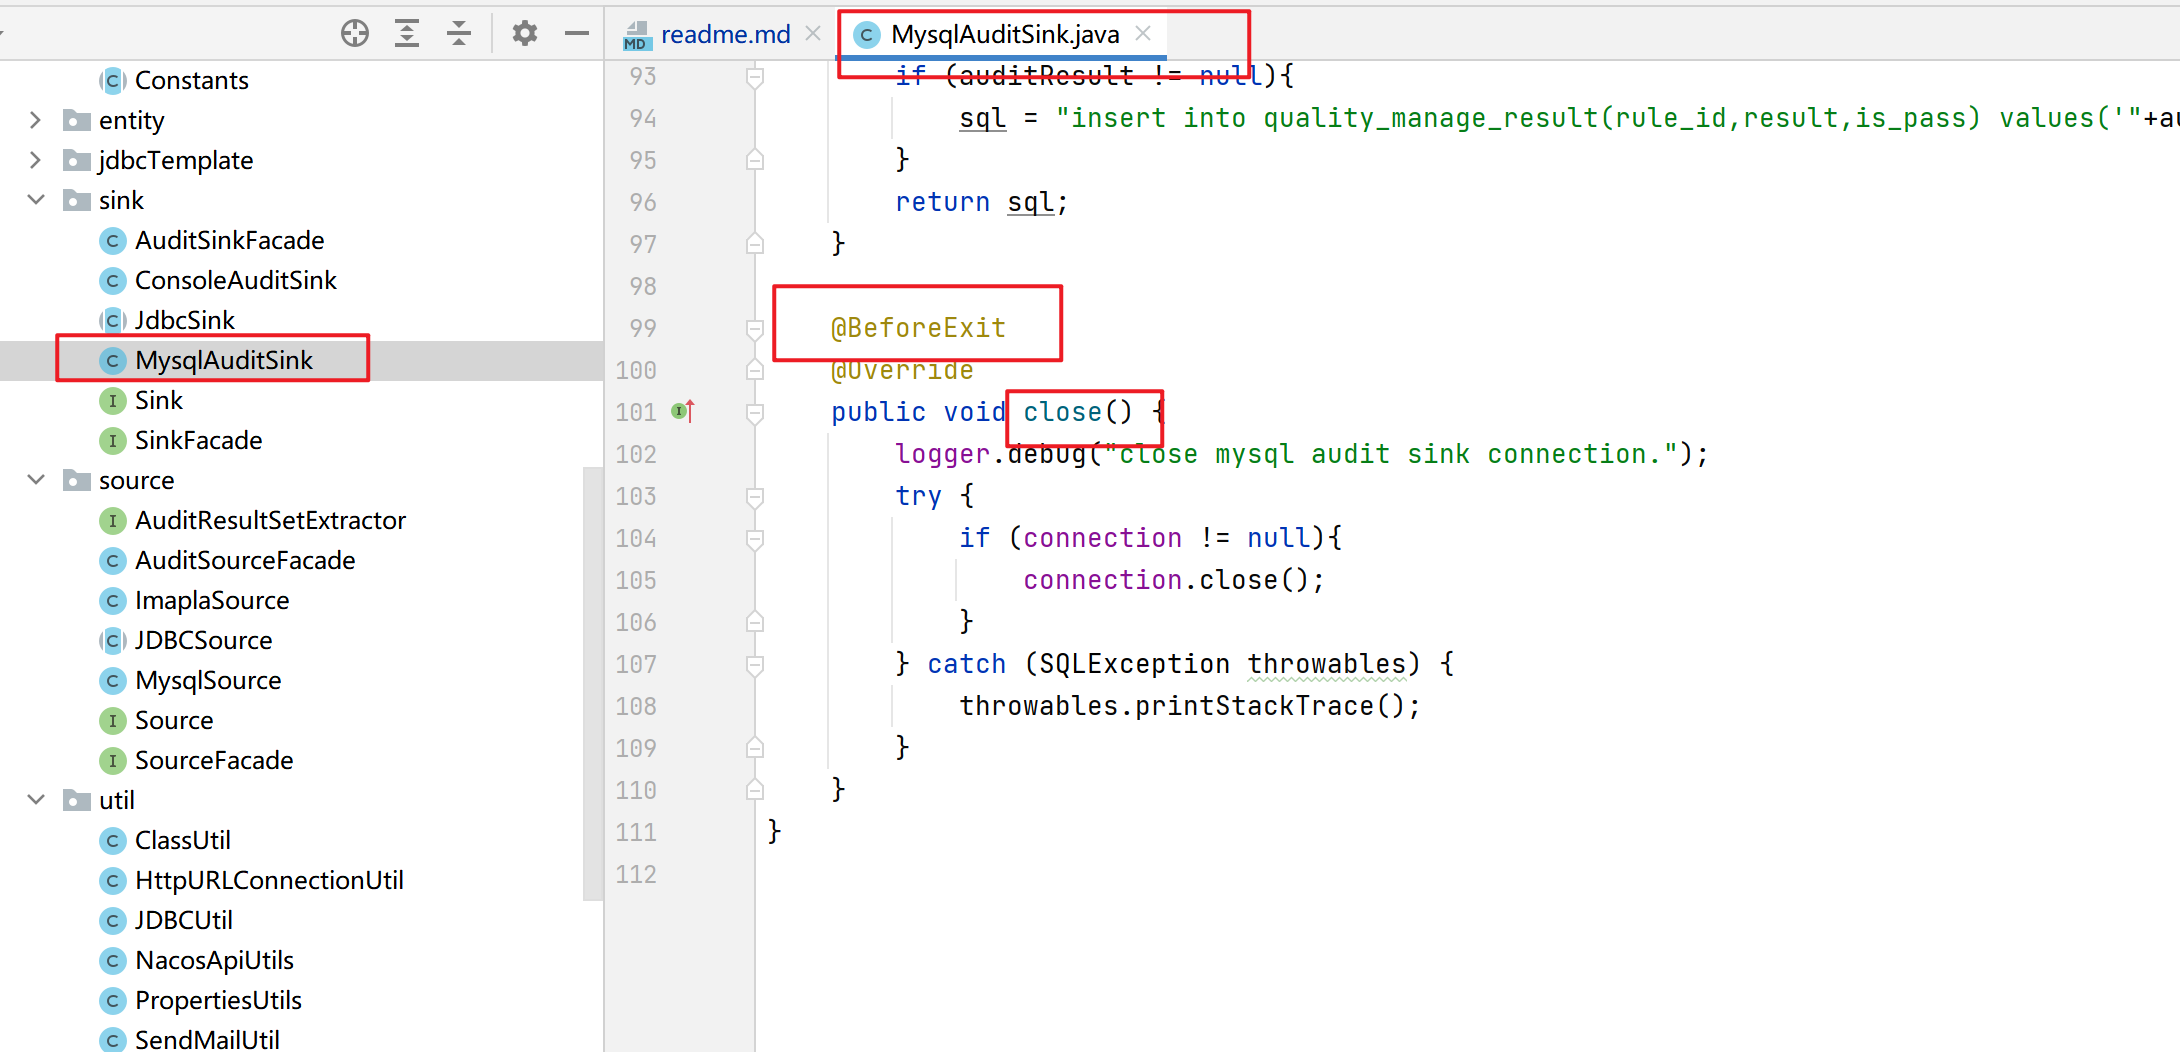 Constants
entity
jdbcTemplate
sink
AuditSinkFacade
ConsoleAuditSink
JdbcSink
MysqlAuditSink
Sink
SinkFacade
source
AuditResultSetExtractor
AuditSourceFacade
ImaplaSource
JDBCSource
MysqlSource
Source
SourceFacade
util
ClassUtil
HttpURLConnectionUtil
JDBCUtil
NacosApiUtils
PropertiesUtils
SendMailUtil
readme.md MysqlAuditSink.java
93 if (auditResult != null){
94 sql = "insert into quality_manage_result(rule_id,result,is_pass) values('"+au
95 }
96 return sql;
97 }
98
99 @BeforeExit
100 @Override
101 public void close() {
102 logger.debug("close mysql audit sink connection.");
103 try {
104 if (connection != null){
105 connection.close();
106 }
107 } catch (SQLException throwables) {
108 throwables.printStackTrace();
109 }
110 }
111 }
112